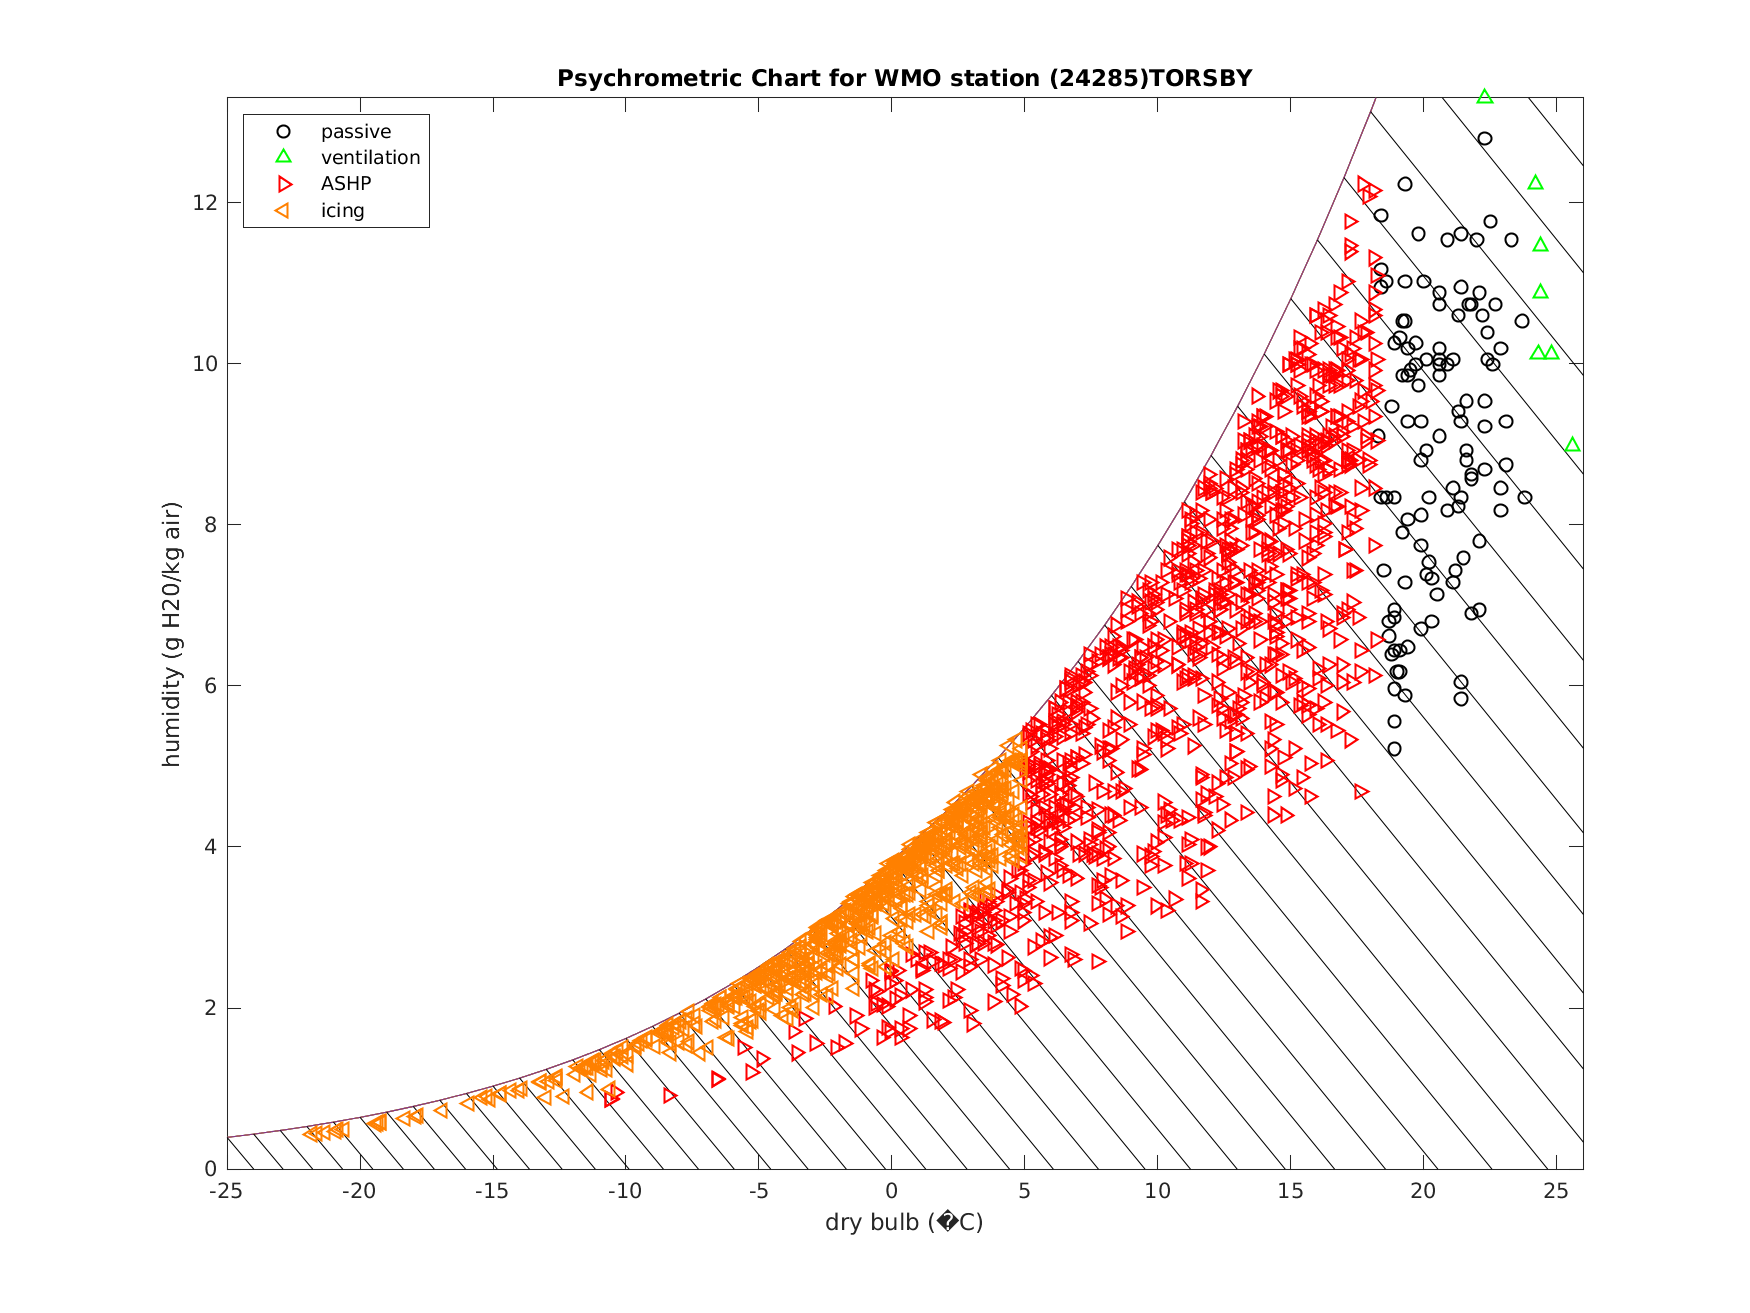 Psychrometric Chart for WMO station (24285)TORSBY
passive
ventilation
ASHP
icing
humidity (g H20/kg air)
12
10
8
6
4
2
0
-25 -20 -15 -10 -5 0 5 10 15 20 25
dry bulb (�C)